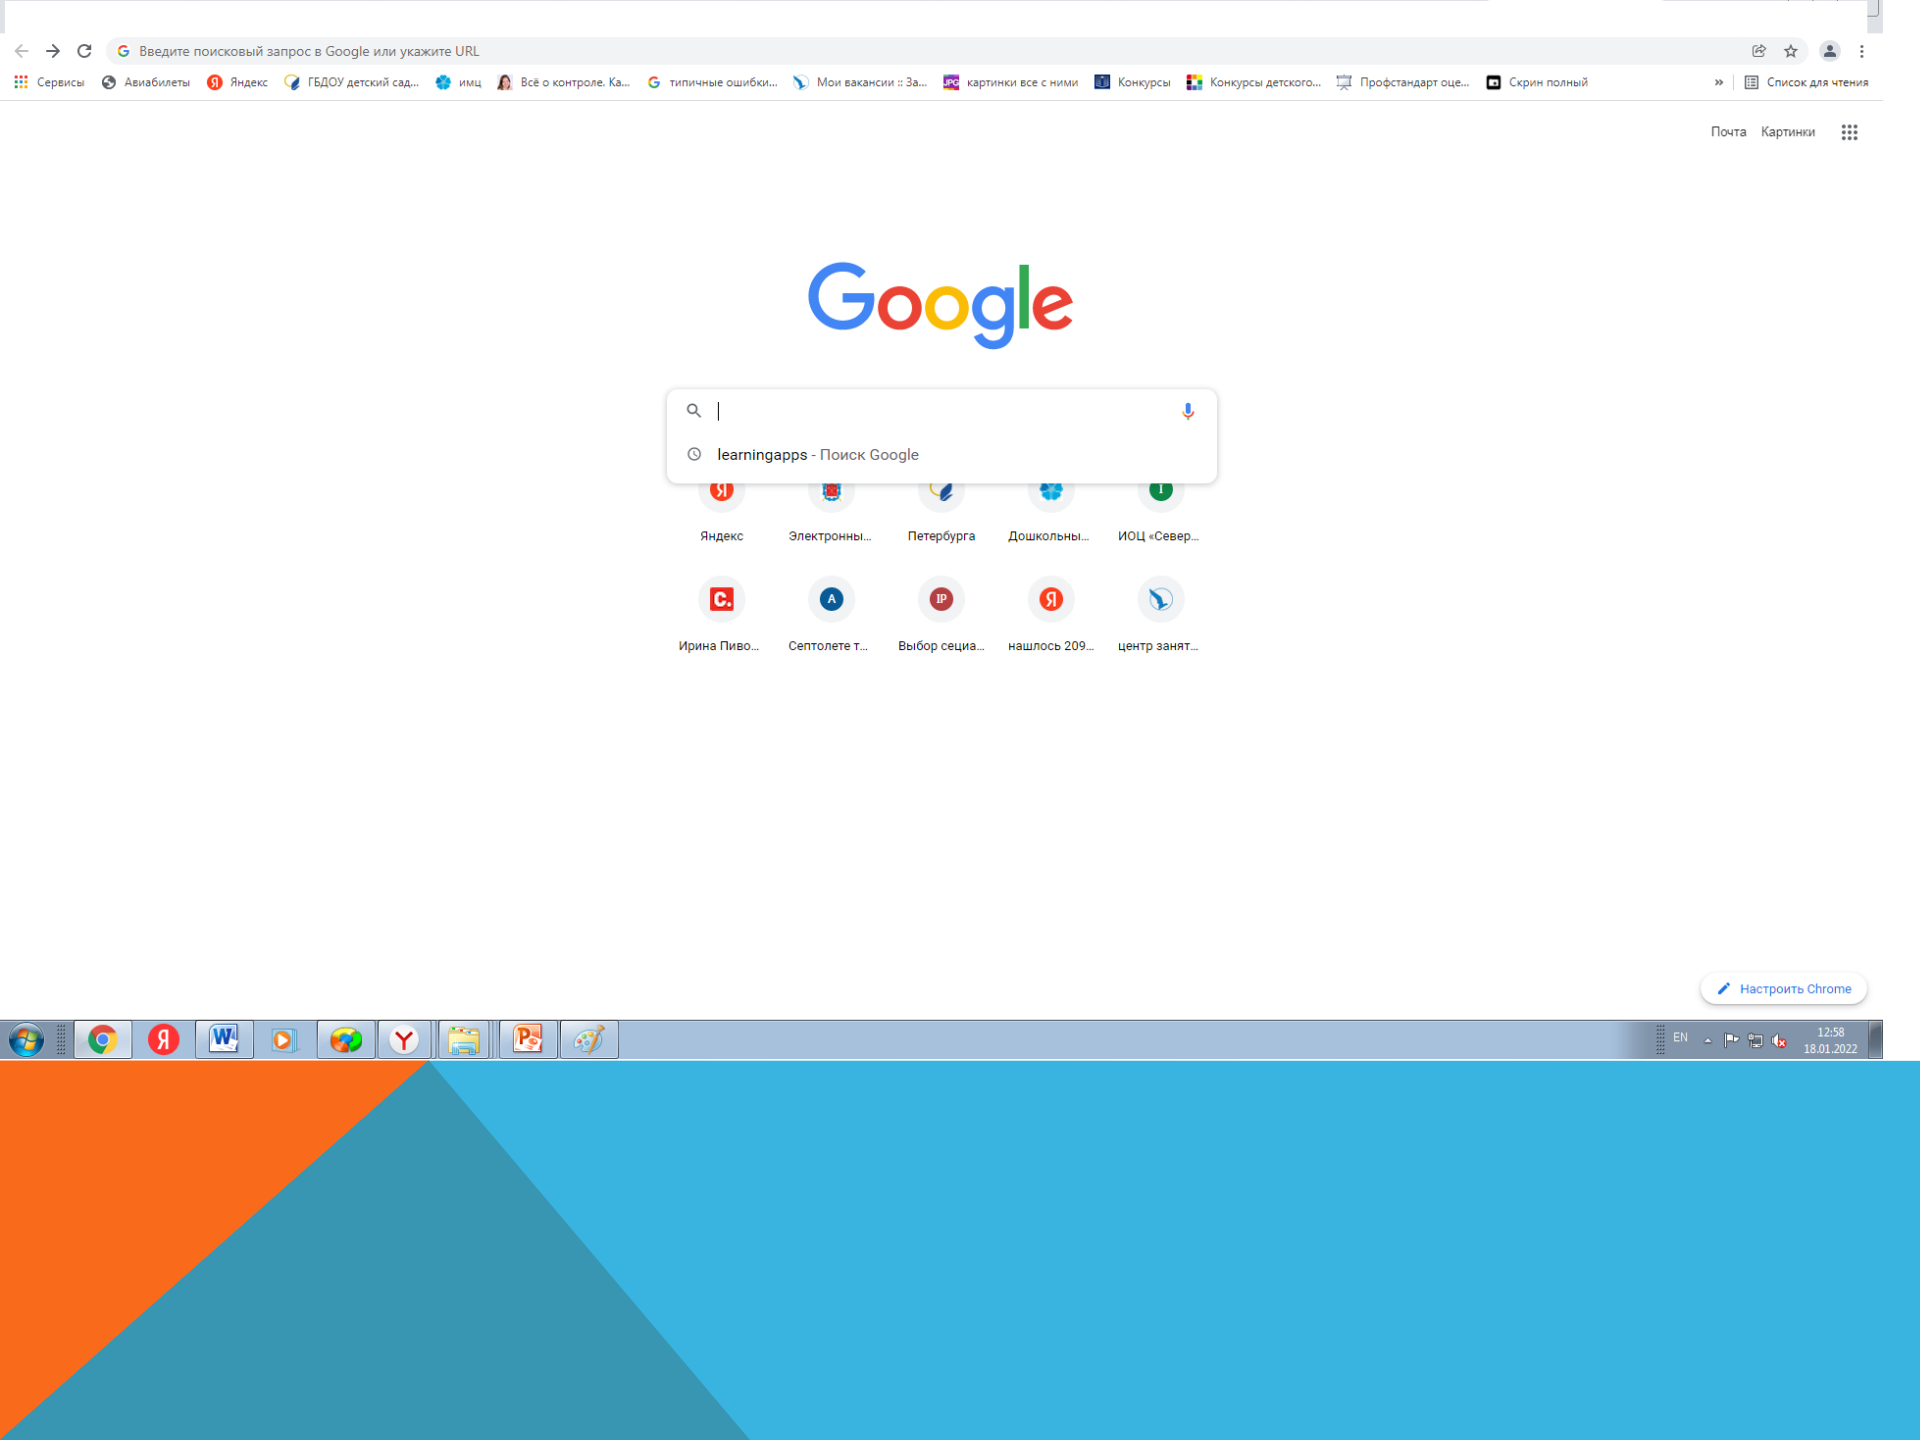 Введите поисковый запрос в Google или укажите URL
Сервисы Авиабилеты Яндекс ГБДОУ детский сад... имц Всё о контроле. Ка... типичные ошибки... Мои вакансии :: За... картинки все с ними Конкурсы Конкурсы детского... Профстандарт оце... Скрин полный » Список для чтения
Почта Картинки
Google
learningapps - Поиск Google
Яндекс Электронны... Петербурга Дошкольны... ИОЦ «Север...
Ирина Пиво... Септолете т... Выбор сециа... нашлось 209... центр занят...
Настроить Chrome
EN 12:58
18.01.2022